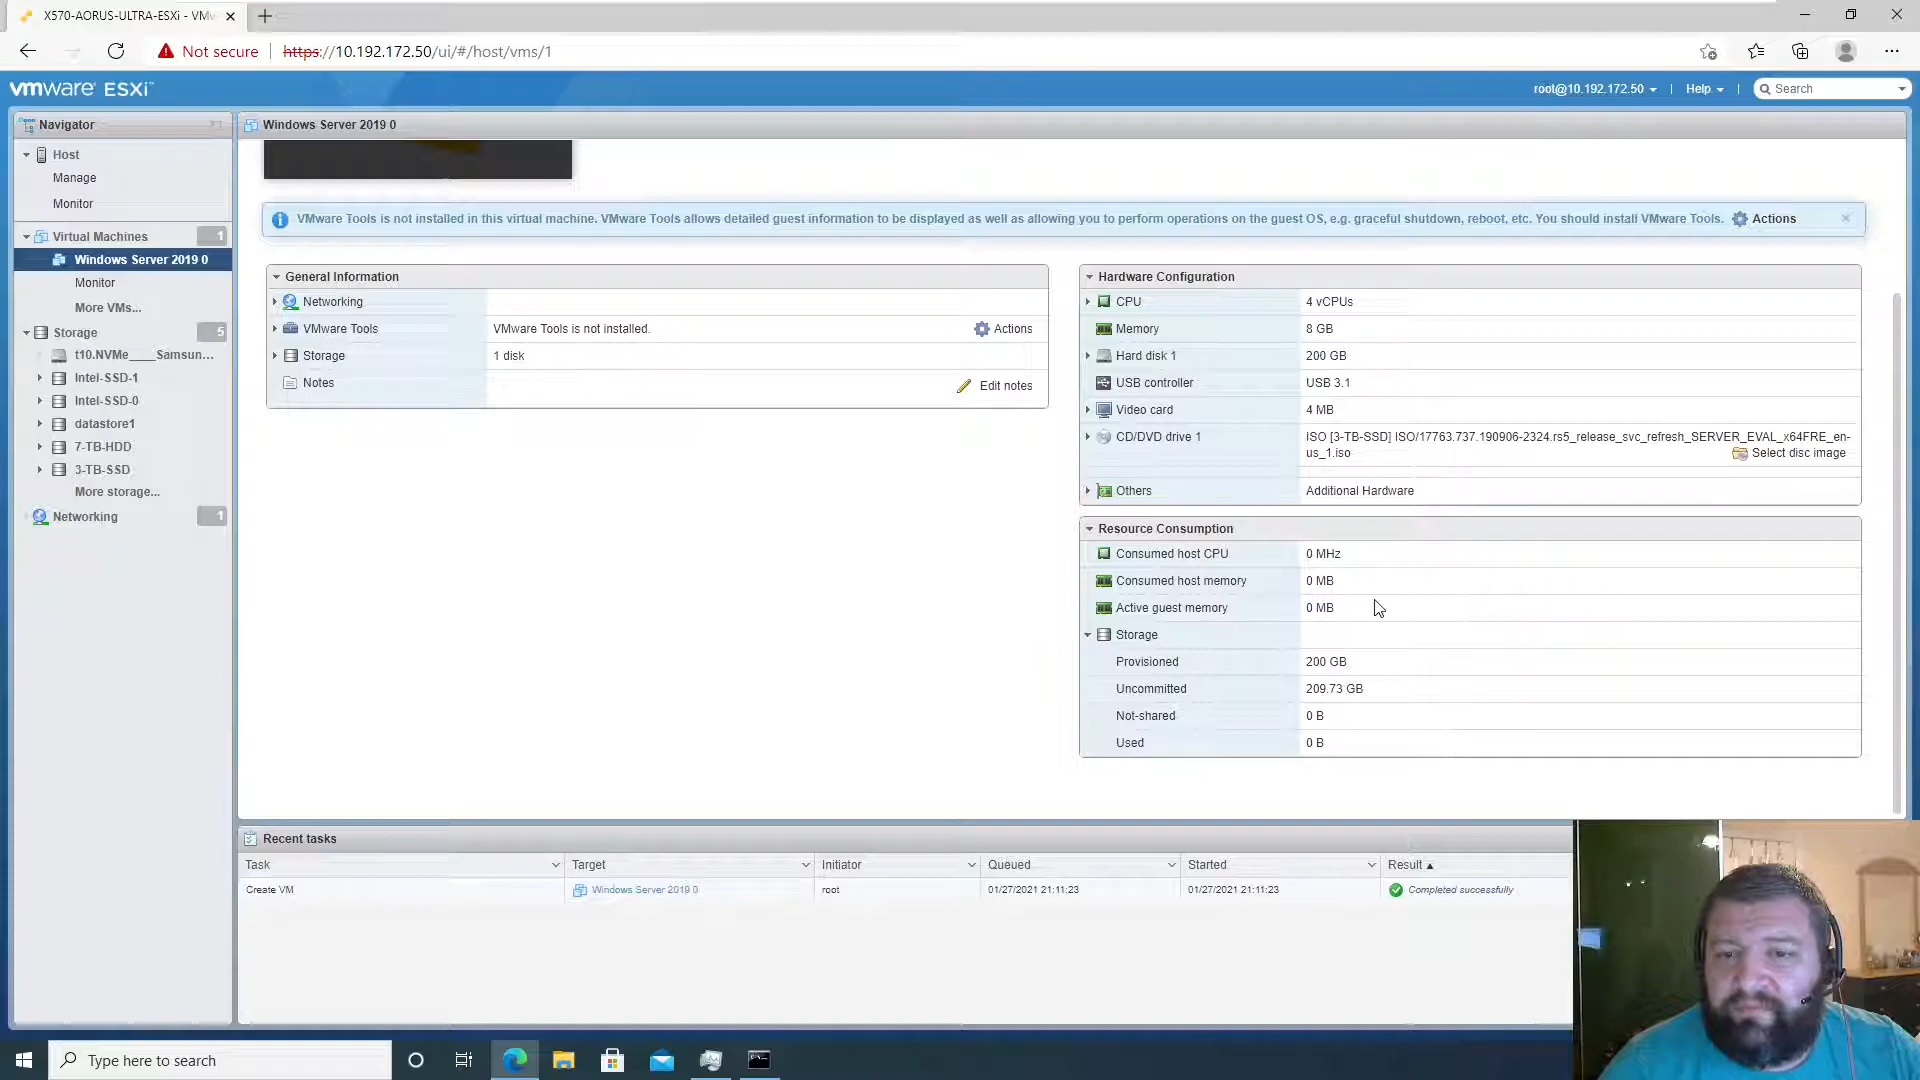 X570-AORUS-ULTRA-ESXi - VM
Not secure
https://10.192.172.50/ui/#/host/vms/1
vmware ESXi
root@10.192.172.50
Help
Search
Navigator
Windows Server 2019 0
Host
Manage
Monitor
Virtual Machines
1
Windows Server 2019 0
Monitor
More VMs...
Storage
5
t10.NVMe____Samsun...
Intel-SSD-1
Intel-SSD-0
datastore1
7-TB-HDD
3-TB-SSD
More storage...
Networking
1
VMware Tools is not installed in this virtual machine. VMware Tools allows detailed guest information to be displayed as well as allowing you to perform operations on the guest OS, e.g. graceful shutdown, reboot, etc. You should install VMware Tools.
Actions
General Information
Networking
VMware Tools
VMware Tools is not installed.
Actions
Storage
1 disk
Notes
Edit notes
Hardware Configuration
CPU
4 vCPUs
Memory
8 GB
Hard disk 1
200 GB
USB controller
USB 3.1
Video card
4 MB
CD/DVD drive 1
ISO [3-TB-SSD] ISO/17763.737.190906-2324.rs5_release_svc_refresh_SERVER_EVAL_x64FRE_en-
us_1.iso
Select disc image
Others
Additional Hardware
Resource Consumption
Consumed host CPU
0 MHz
Consumed host memory
0 MB
Active guest memory
0 MB
Storage
Provisioned
200 GB
Uncommitted
209.73 GB
Not-shared
0 B
Used
0 B
Recent tasks
Task
Target
Initiator
Queued
Started
Result
Create VM
Windows Server 2019 0
root
01/27/2021 21:11:23
01/27/2021 21:11:23
Completed successfully
Type here to search